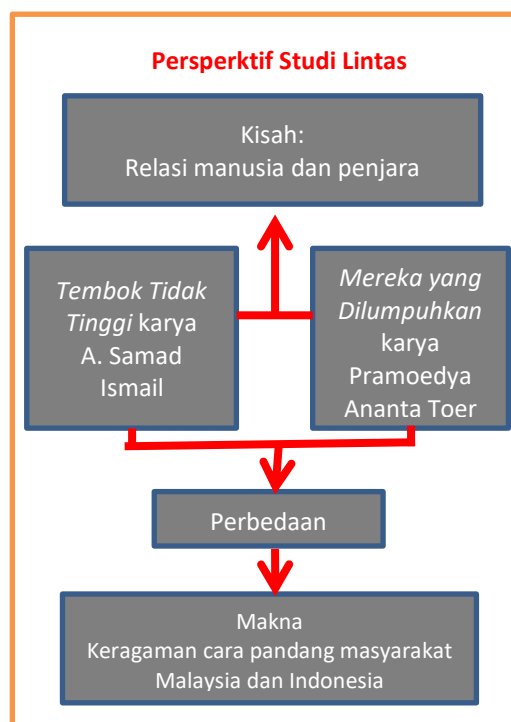 Persperktif Studi Lintas
Kisah:
Relasi manusia dan penjara
Tembok Tidak
Tinggi karya
A. Samad
Ismail
Mereka yang
Dilumpuhkan
karya
Pramoedya
Ananta Toer
Perbedaan
Makna
Keragaman cara pandang masyarakat
Malaysia dan Indonesia